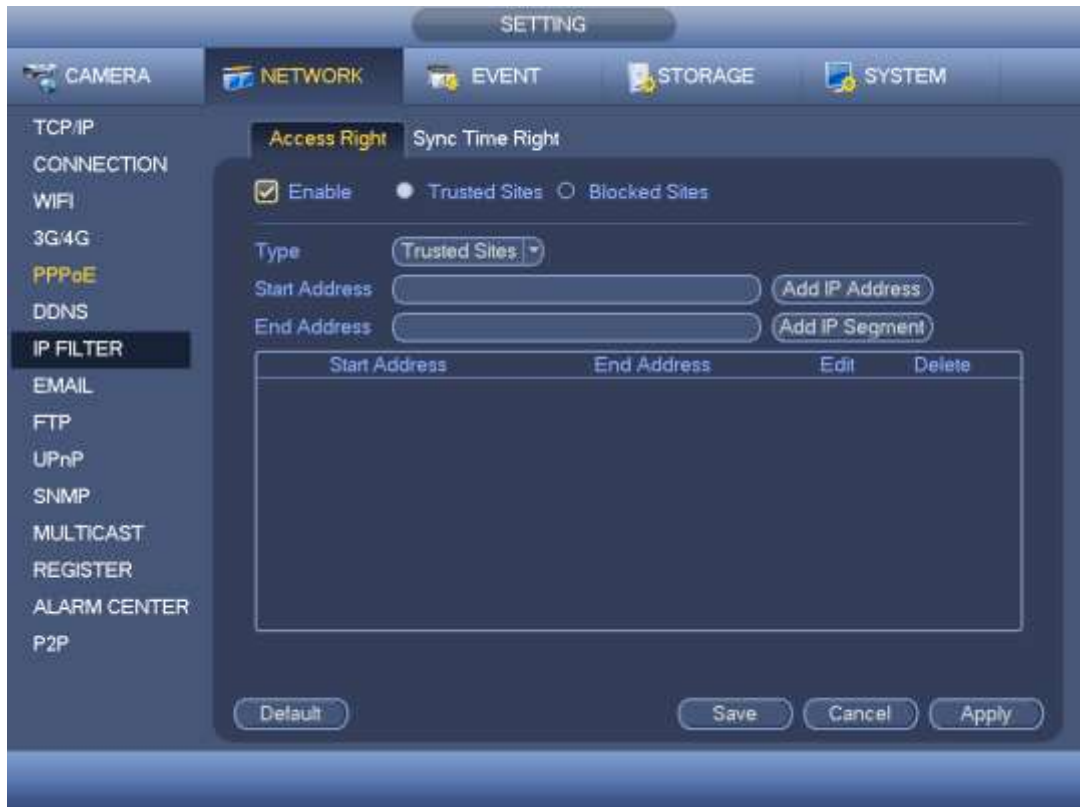 SETTING
CAMERA NETWORK EVENT STORAGE SYSTEM
TCP/IP
CONNECTION
WIFI
3G/4G
PPPoE
DDNS
IP FILTER
EMAIL
FTP
UPnP
SNMP
MULTICAST
REGISTER
ALARM CENTER
P2P
Access Right Sync Time Right
Enable Trusted Sites Blocked Sites
Type Trusted Sites
Start Address Add IP Address
End Address Add IP Segment
Start Address End Address Edit Delete
Default Save Cancel Apply